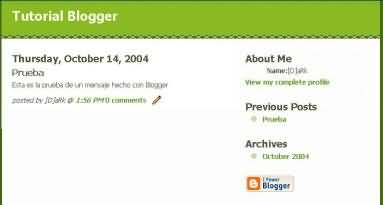 Tutorial Blogger
Thursday, October 14, 2004
Prueba
Esta es la prueba de un mensaje hecho con Blogger
posted by [D]aRk @ 1:56 PM 0 comments
About Me
Name:[D]aRk
View my complete profile
Previous Posts
Prueba
Archives
October 2004
I Power
Blogger